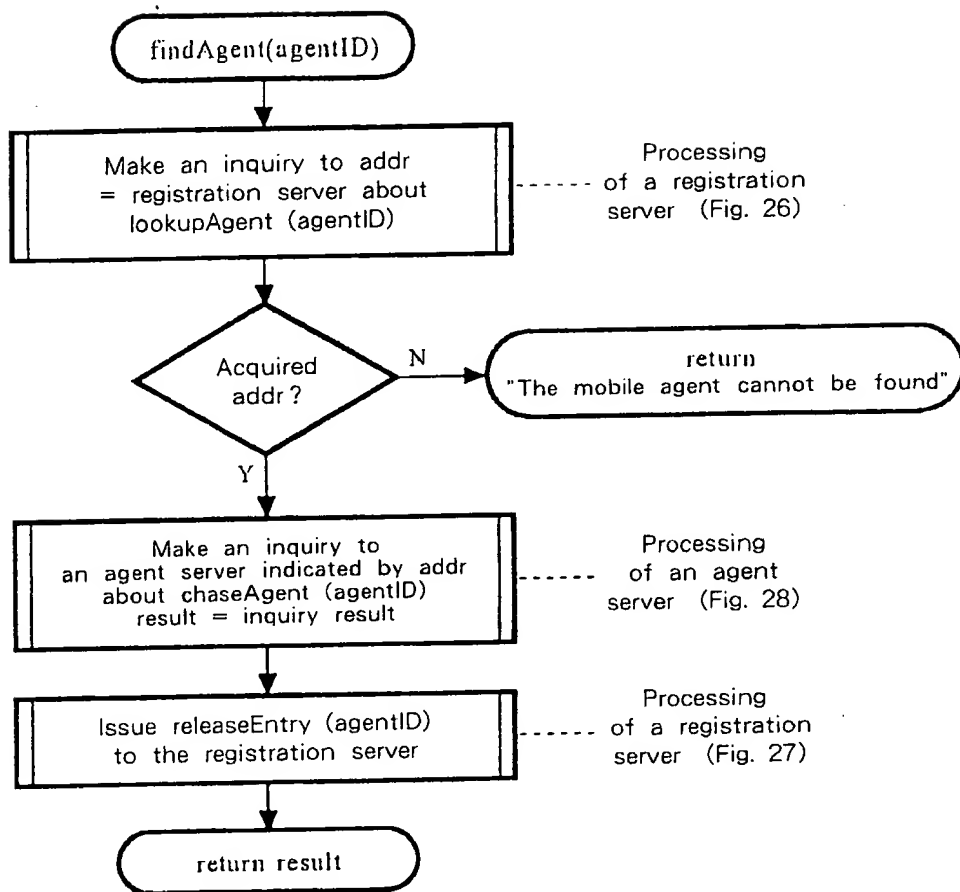 findAgent(agentID)
Make an inquiry to addr
= registration server about
lookupAgent (agentID)
Processing
of a registration
server (Fig. 26)
Acquired
addr?
N
return
"The mobile agent cannot be found"
Y
Make an inquiry to
an agent server indicated by addr
about chaseAgent (agentID)
result = inquiry result
Processing
of an agent
server (Fig. 28)
Issue releaseEntry (agentID)
to the registration server
Processing
of a registration
server (Fig. 27)
return result